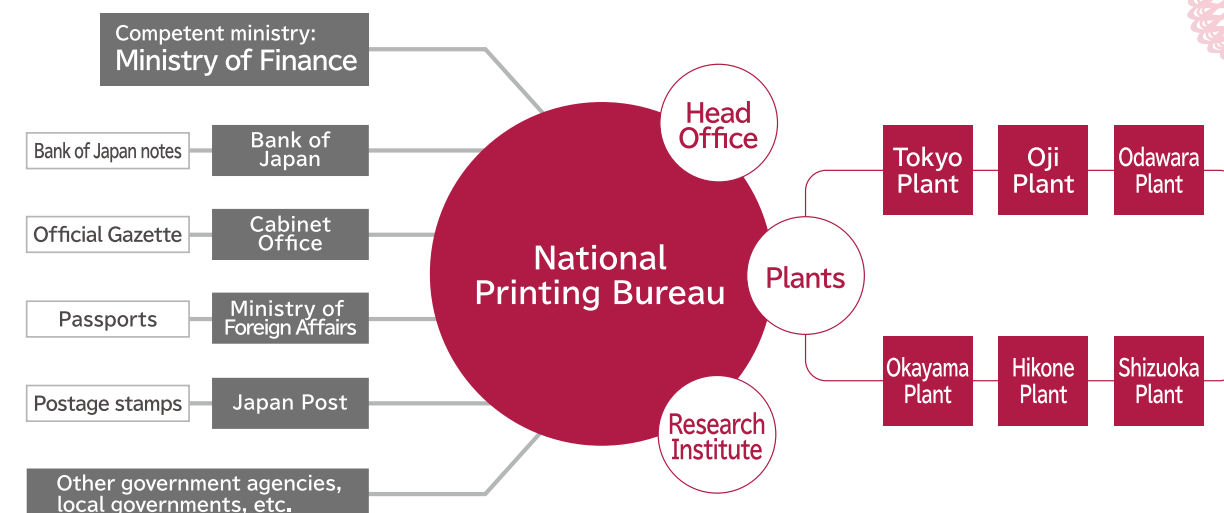 Competent ministry:
Ministry of Finance
Bank of Japan notes
Bank of
Japan
Official Gazette
Cabinet
Office
Passports
Ministry of
Foreign Affairs
Postage stamps
Japan Post
Other government agencies,
local governments, etc.
National
Printing Bureau
Head
Office
Plants
Research
Institute
Tokyo
Plant
Oji
Plant
Odawara
Plant
Okayama
Plant
Hikone
Plant
Shizuoka
Plant